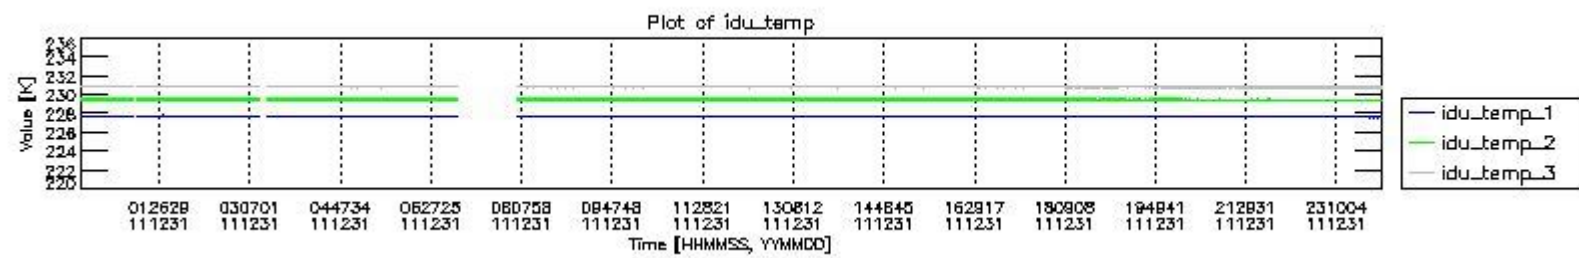 Plot of idu_temp
Value [K]
236
234
232
230
228
226
224
222
220
012629 030701 044734 062725 080758 094748 112821 130812 144845 162917 180908 194941 212931 231004
111231 111231 111231 111231 111231 111231 111231 111231 111231 111231 111231 111231 111231 111231
Time [HHMMSS, YYMMDD]
idu_temp_1
idu_temp_2
idu_temp_3